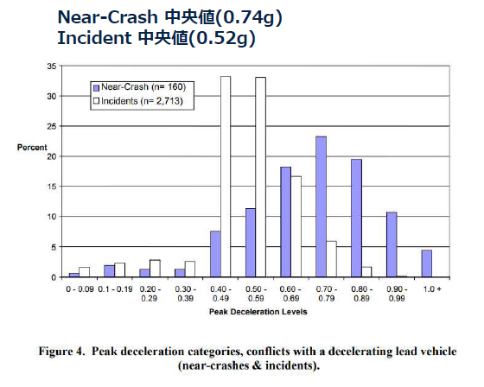 Near-Crash 中央値(0.74g)
Incident 中央値(0.52g)
35
30
25
20
15
10
5
0
Percent
Near-Crash (n= 160)
Incidents (n= 2,713)
0 - 0.09 0.1 - 0.19 0.20 - 0.30 - 0.40 - 0.50 - 0.60 - 0.70 - 0.80 - 0.90 - 1.0 +
0.29 0.39 0.49 0.59 0.69 0.79 0.89 0.99
Peak Deceleration Levels
Figure 4. Peak deceleration categories, conflicts with a decelerating lead vehicle
(near-crashes & incidents).